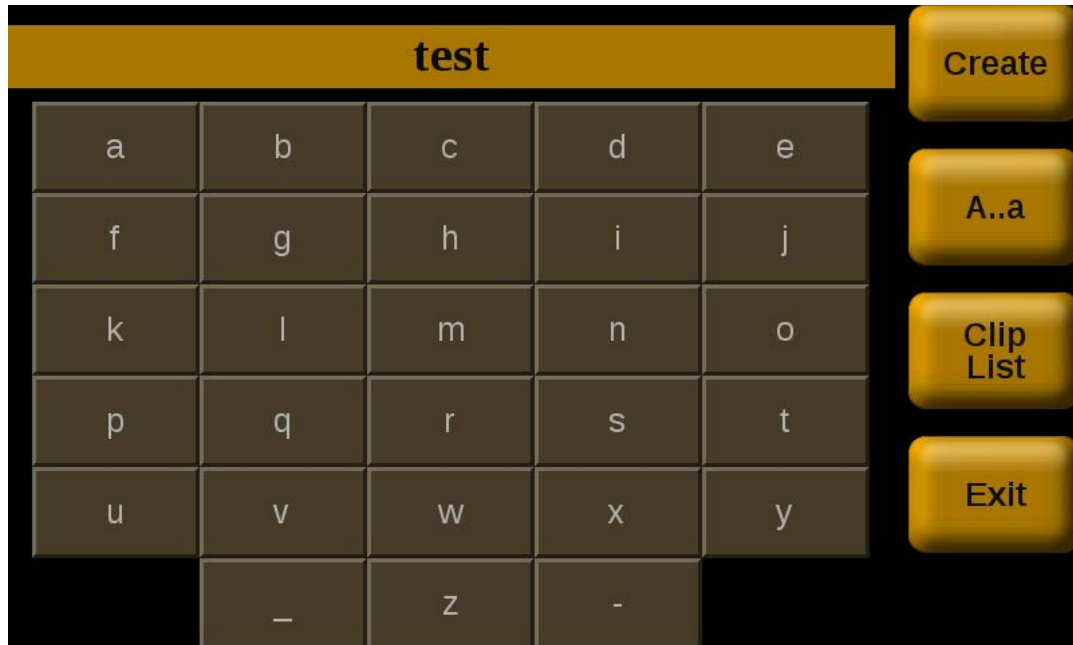 test
a b c d e
f g h i j
k l m n o
p q r s t
u v w x y
_ z -
Create
A..a
Clip
List
Exit